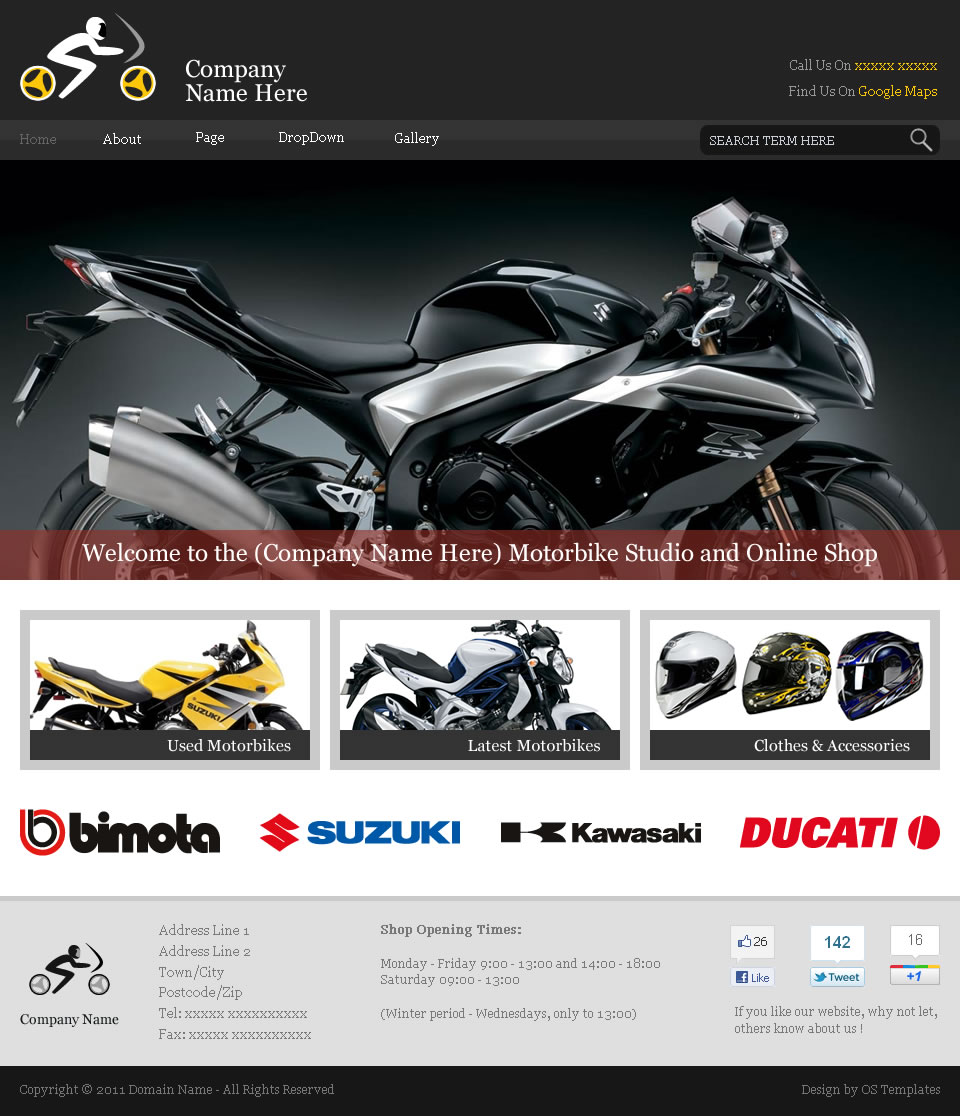 Company
Name Here
Call Us On xxxxx xxxxx
Find Us On Google Maps
Home About Page DropDown Gallery SEARCH TERM HERE
R
GSX
Welcome to the (Company Name Here) Motorbike Studio and Online Shop
SUZUKI
Used Motorbikes
Latest Motorbikes
Clothes & Accessories
b bimota
SUZUKI
Kawasaki
DUCATI
Address Line 1
Address Line 2
Town/City
Postcode/Zip
Tel: xxxxx xxxxxxxxxx
Fax: xxxxx xxxxxxxxxx
Company Name
Shop Opening Times:
Monday - Friday 9:00 - 13:00 and 14:00 - 18:00
Saturday 09:00 - 13:00
(Winter period - Wednesdays, only to 13:00)
26 142 16
Like Tweet +1
If you like our website, why not let,
others know about us !
Copyright © 2011 Domain Name - All Rights Reserved
Design by OS Templates